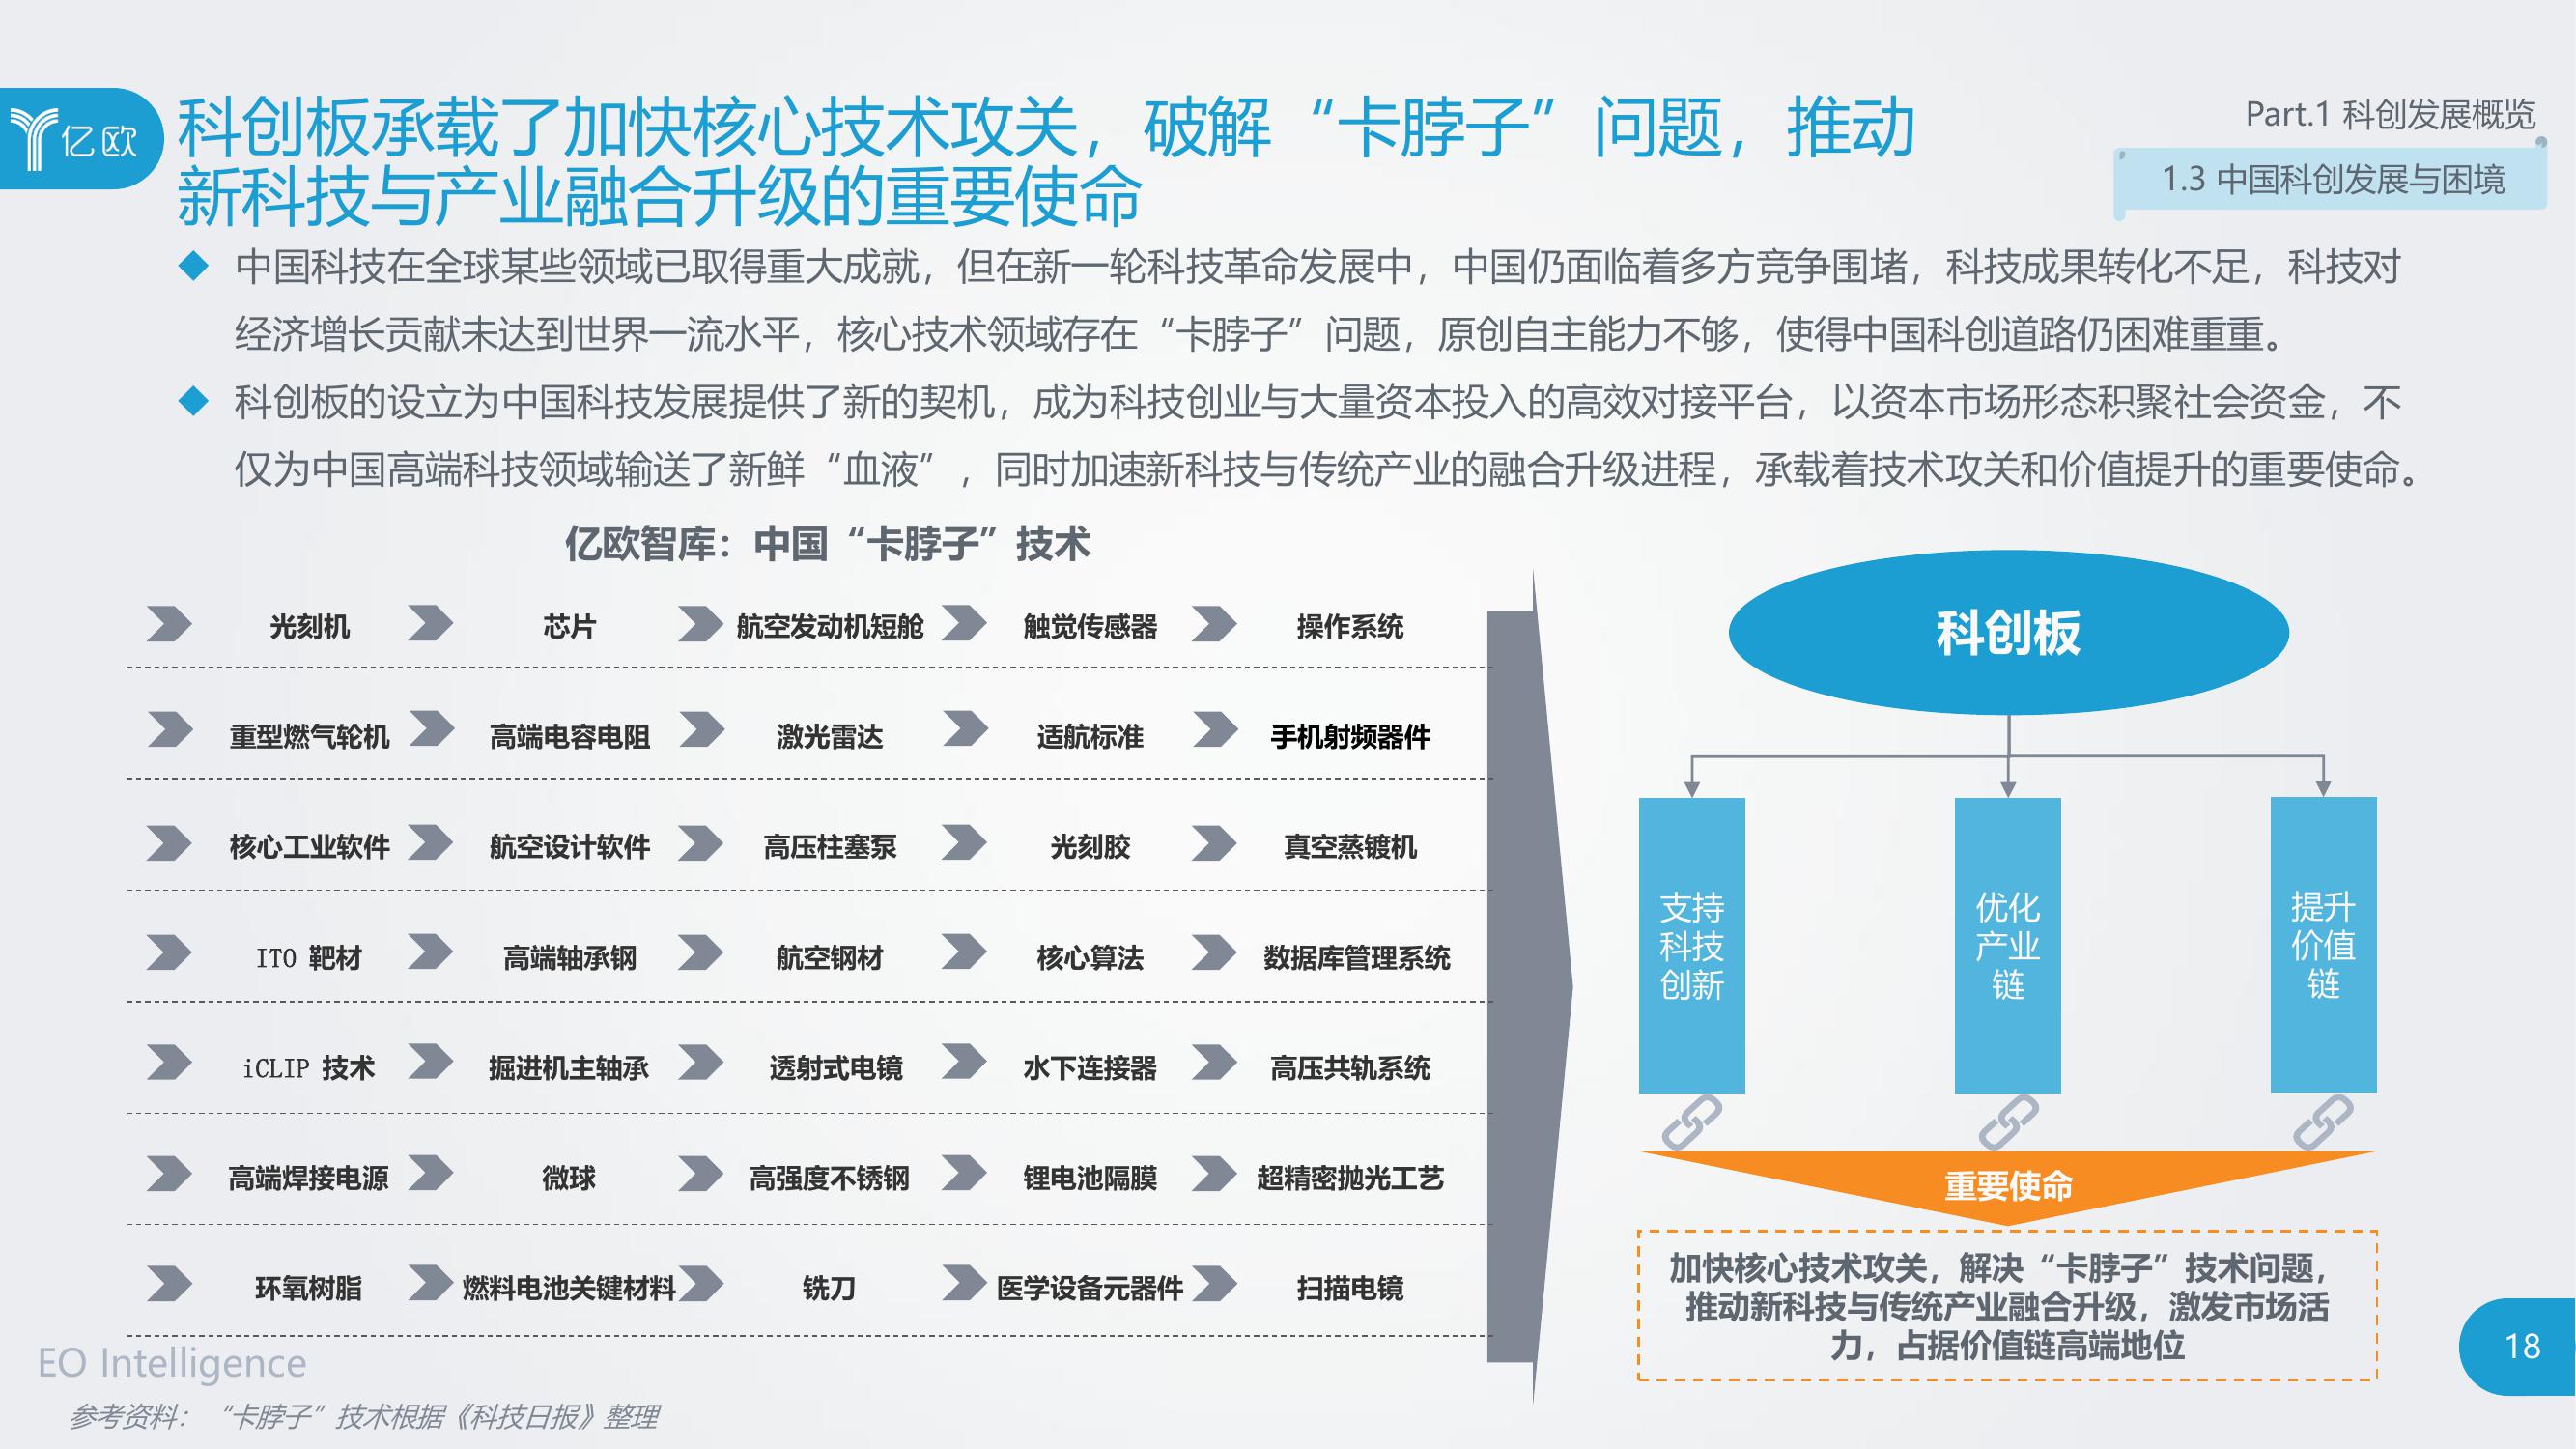 亿欧
科创板承载了加快核心技术攻关，破解“卡脖子”问题，推动
新科技与产业融合升级的重要使命
Part.1 科创发展概览
1.3 中国科创发展与困境
中国科技在全球某些领域已取得重大成就，但在新一轮科技革命发展中，中国仍面临着多方竞争围堵，科技成果转化不足，科技对
经济增长贡献未达到世界一流水平，核心技术领域存在“卡脖子”问题，原创自主能力不够，使得中国科创道路仍困难重重。
科创板的设立为中国科技发展提供了新的契机，成为科技创业与大量资本投入的高效对接平台，以资本市场形态积聚社会资金，不
仅为中国高端科技领域输送了新鲜“血液”，同时加速新科技与传统产业的融合升级进程，承载着技术攻关和价值提升的重要使命。
亿欧智库：中国“卡脖子”技术
光刻机 芯片 航空发动机短舱 触觉传感器 操作系统
重型燃气轮机 高端电容电阻 激光雷达 适航标准 手机射频器件
核心工业软件 航空设计软件 高压柱塞泵 光刻胶 真空蒸镀机
ITO 靶材 高端轴承钢 航空钢材 核心算法 数据库管理系统
iCLIP 技术 掘进机主轴承 透射式电镜 水下连接器 高压共轨系统
高端焊接电源 微球 高强度不锈钢 锂电池隔膜 超精密抛光工艺
环氧树脂 燃料电池关键材料 铣刀 医学设备元器件 扫描电镜
科创板
支持
科技
创新
优化
产业
链
提升
价值
链
重要使命
加快核心技术攻关，解决“卡脖子”技术问题，
推动新科技与传统产业融合升级，激发市场活
力，占据价值链高端地位
EO Intelligence
18
参考资料：“卡脖子”技术根据《科技日报》整理